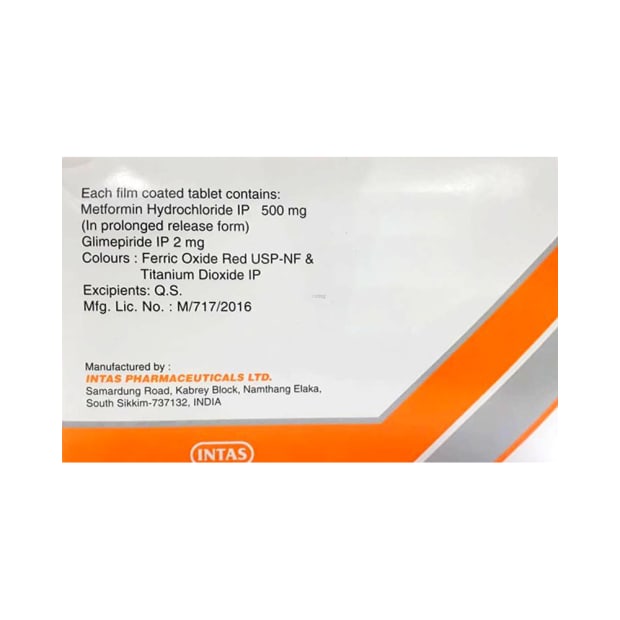 Each film coated tablet contains:
Metformin Hydrochloride IP 500 mg
(In prolonged release form)
Glimepiride IP 2 mg
Colours : Ferric Oxide Red USP-NF &
Titanium Dioxide IP
Excipients: Q.S.
Mfg. Lic. No. : M/717/2016
Manufactured by :
INTAS PHARMACEUTICALS LTD.
Samardung Road, Kabrey Block, Namthang Elaka,
South Sikkim-737132, INDIA
INTAS